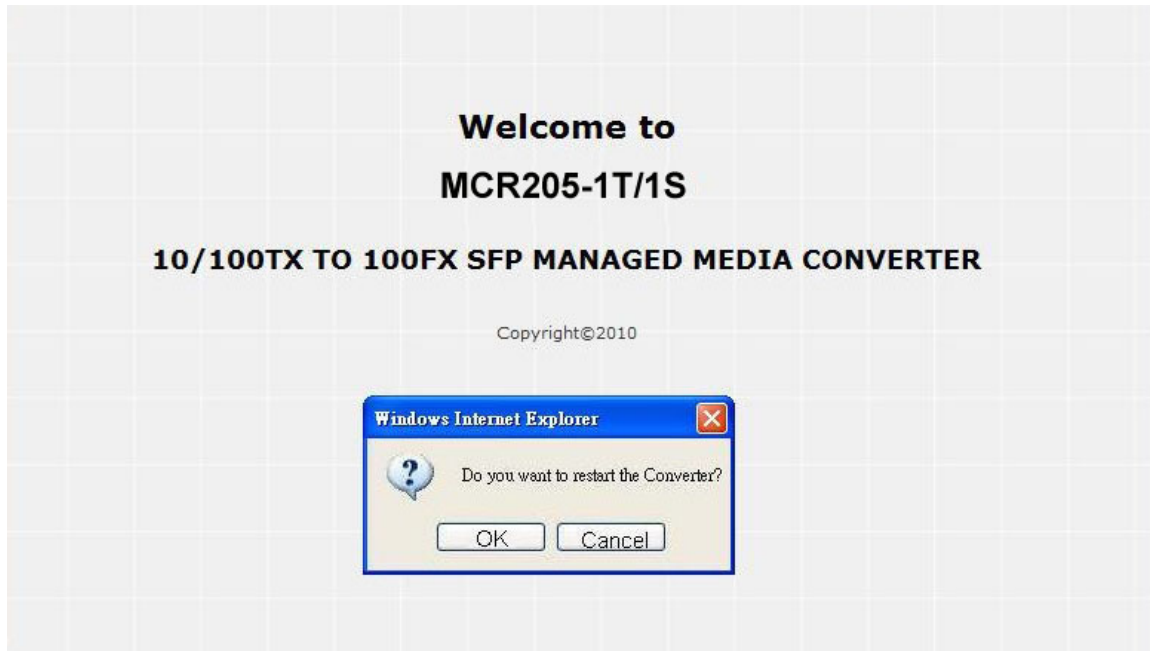 Welcome to
MCR205-1T/1S
10/100TX TO 100FX SFP MANAGED MEDIA CONVERTER
Copyright©2010
Windows Internet Explorer
Do you want to restart the Converter?
OK Cancel